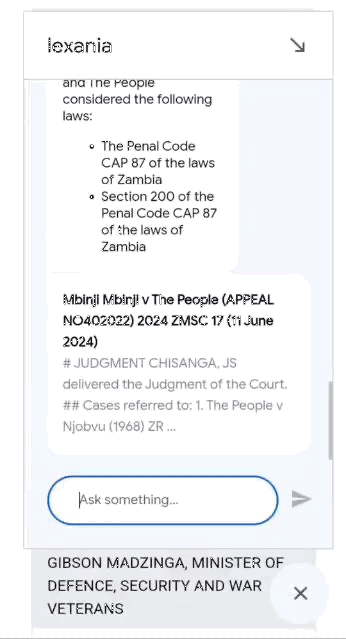 lexania
and The People
considered the following
laws:
The Penal Code
CAP 87 of the laws
of Zambia
Section 200 of the
Penal Code CAP 87
of the laws of
Zambia
Mbinji Mbinji v The People (APPEAL
NO402022) 2024 ZMSC 17 (11 June
2024)
# JUDGMENT CHISANGA, JS
delivered the Judgment of the Court.
## Cases referred to: 1. The People v
Njobvu (1968) ZR ...
Ask something...
GIBSON MADZINGA, MINISTER OF
DEFENCE, SECURITY AND WAR
VETERANS